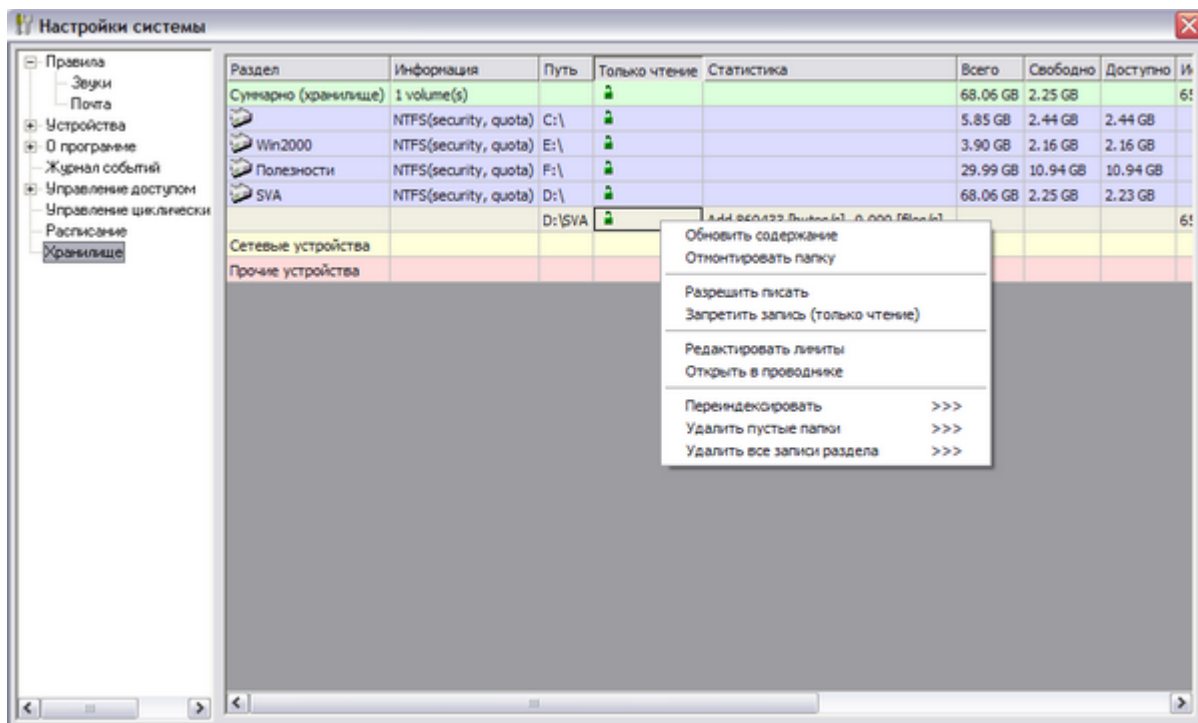 Настройки системы
Правила
Звуки
Почта
Устройства
О программе
Журнал событий
Управление доступом
Управление циклически
Расписание
Хранилище
Раздел Информация Путь Только чтение Статистика Всего Свободно Доступно
Суммарно (хранилище) 1 volume(s) 68.06 GB 2.25 GB
NTFS(security, quota) C:\ 5.85 GB 2.44 GB 2.44 GB
Win2000 NTFS(security, quota) E:\ 3.90 GB 2.16 GB 2.16 GB
Полезности NTFS(security, quota) F:\ 29.99 GB 10.94 GB 10.94 GB
SVA NTFS(security, quota) D:\ 68.06 GB 2.25 GB 2.23 GB
D:\SVA
Сетевые устройства
Прочие устройства
Обновить содержание
Отмонтировать папку
Разрешить писать
Запретить запись (только чтение)
Редактировать лимиты
Открыть в проводнике
Переиндексировать >>>
Удалить пустые папки >>>
Удалить все записи раздела >>>